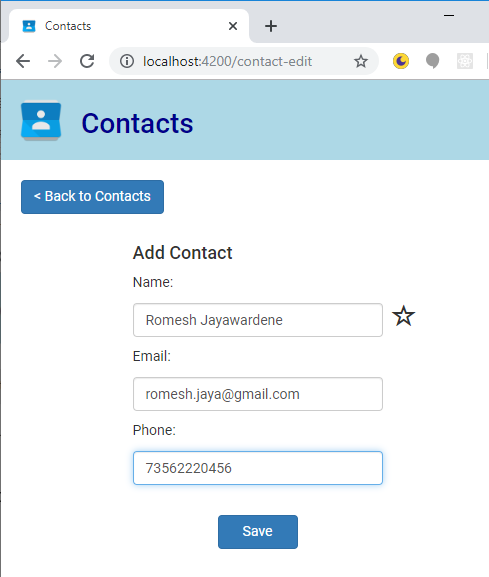 Contacts
localhost:4200/contact-edit
Contacts
< Back to Contacts
Add Contact
Name:
Romesh Jayawardene
Email:
romesh.jaya@gmail.com
Phone:
73562220456
Save